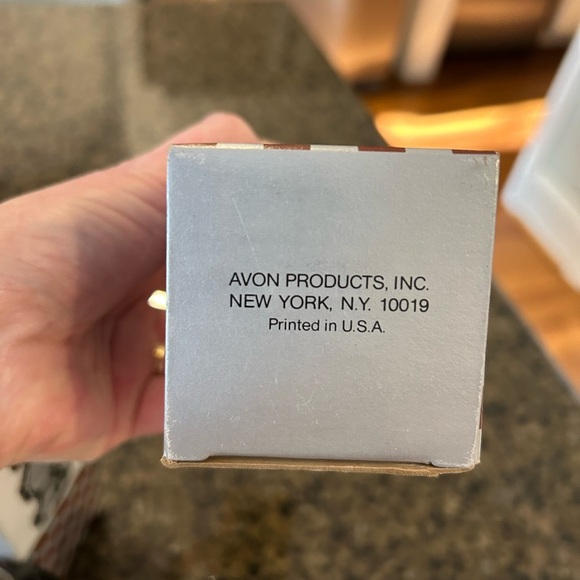 AVON PRODUCTS, INC.
NEW YORK, N.Y. 10019
Printed in U.S.A.